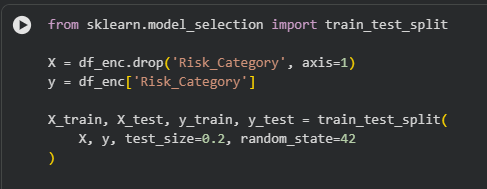 from sklearn.model_selection import train_test_split
X = df_enc.drop('Risk_Category', axis=1)
y = df_enc['Risk_Category']
X_train, X_test, y_train, y_test = train_test_split(
    X, y, test_size=0.2, random_state=42
)